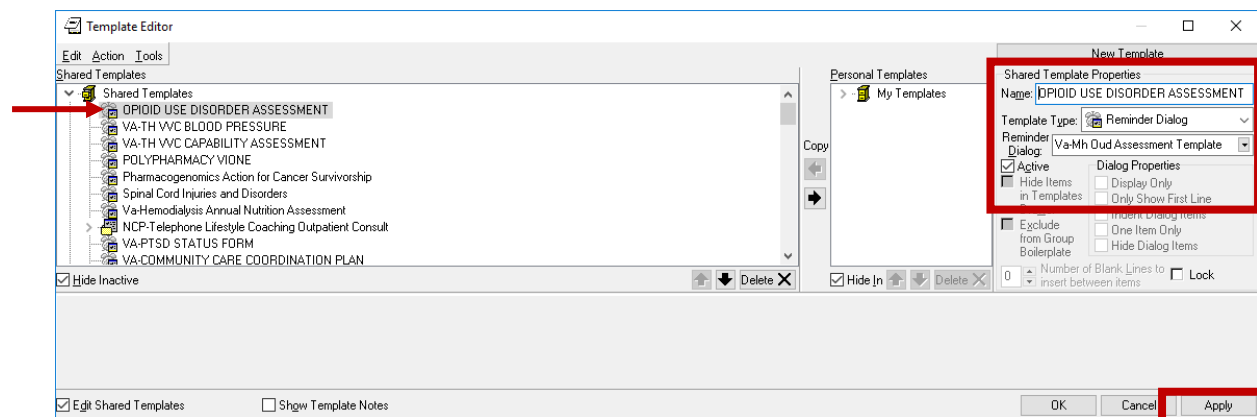 Template Editor
Edit Action Tools
New Template
Shared Templates
Shared Templates
OPIOID USE DISORDER ASSESSMENT
VA-TH VVC BLOOD PRESSURE
VA-TH VVC CAPABILITY ASSESSMENT
POLYPHARMACY VIONE
Pharmacogenomics Action for Cancer Survivorship
Spinal Cord Injuries and Disorders
Va-Hemodialysis Annual Nutrition Assessment
NCP-Telephone Lifestyle Coaching Outpatient Consult
VA-PTSD STATUS FORM
VA-COMMUNITY CARE COORDINATION PLAN
Hide Inactive
Delete
Copy
Personal Templates
My Templates
Hide In
Delete
Shared Template Properties
Name: OPIOID USE DISORDER ASSESSMENT
Template Type: Reminder Dialog
Reminder
Dialog: Va-Mh Oud Assessment Template
Active
Hide Items
in Templates
Exclude
from Group
Boilerplate
Dialog Properties
Display Only
Only Show First Line
Indent Dialog Items
One Item Only
Hide Dialog Items
0 Number of Blank Lines to
insert between items
Lock
Edit Shared Templates
Show Template Notes
OK Cancel Apply